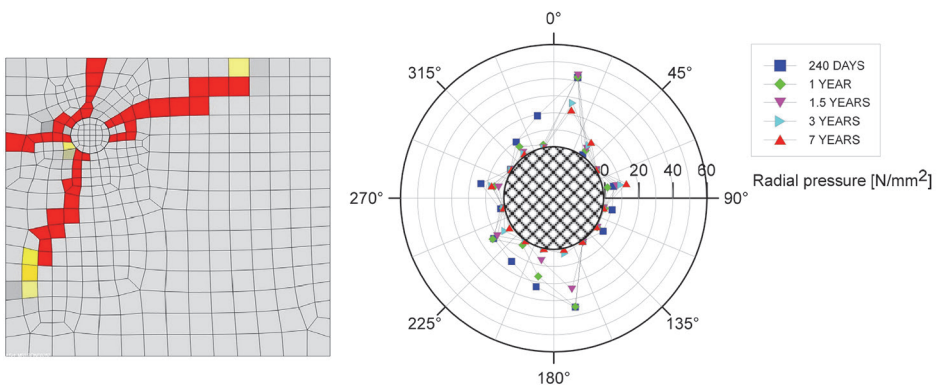 0°
315°
45°
0 20 40 60
270°
90°
225°
135°
180°
240 DAYS
1 YEAR
1.5 YEARS
3 YEARS
7 YEARS
Radial pressure [N/mm²]